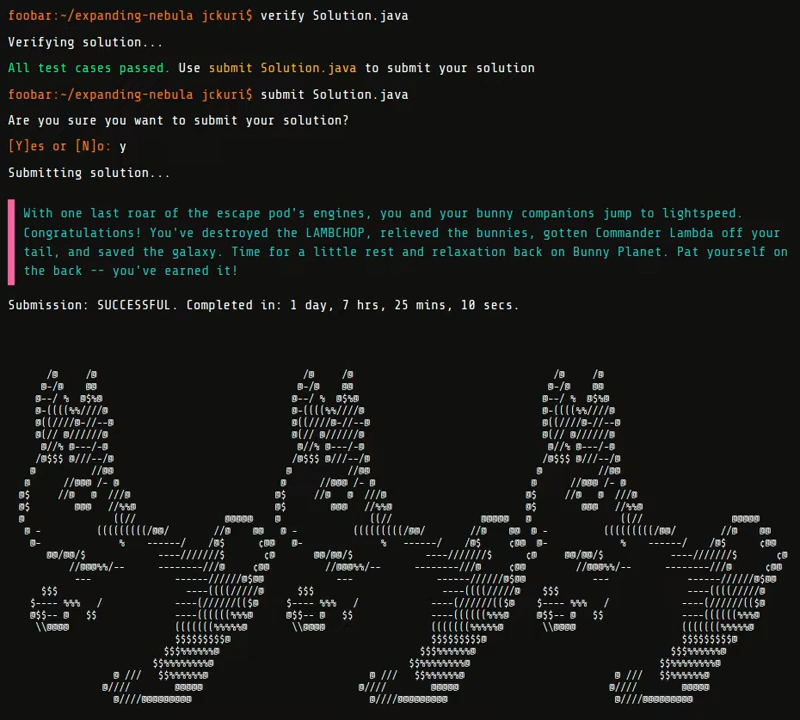 foobar:~/expanding-nebula jckuri$ verify Solution.java
Verifying solution...
All test cases passed. Use submit Solution.java to submit your solution
foobar:~/expanding-nebula jckuri$ submit Solution.java
Are you sure you want to submit your solution?
[Y]es or [N]o: y
Submitting solution...
With one last roar of the escape pod's engines, you and your bunny companions jump to lightspeed.
Congratulations! You've destroyed the LAMBCHOP, relieved the bunnies, gotten Commander Lambda off your
tail, and saved the galaxy. Time for a little rest and relaxation back on Bunny Planet. Pat yourself on
the back -- you've earned it!
Submission: SUCCESSFUL. Completed in: 1 day, 7 hrs, 25 mins, 10 secs.